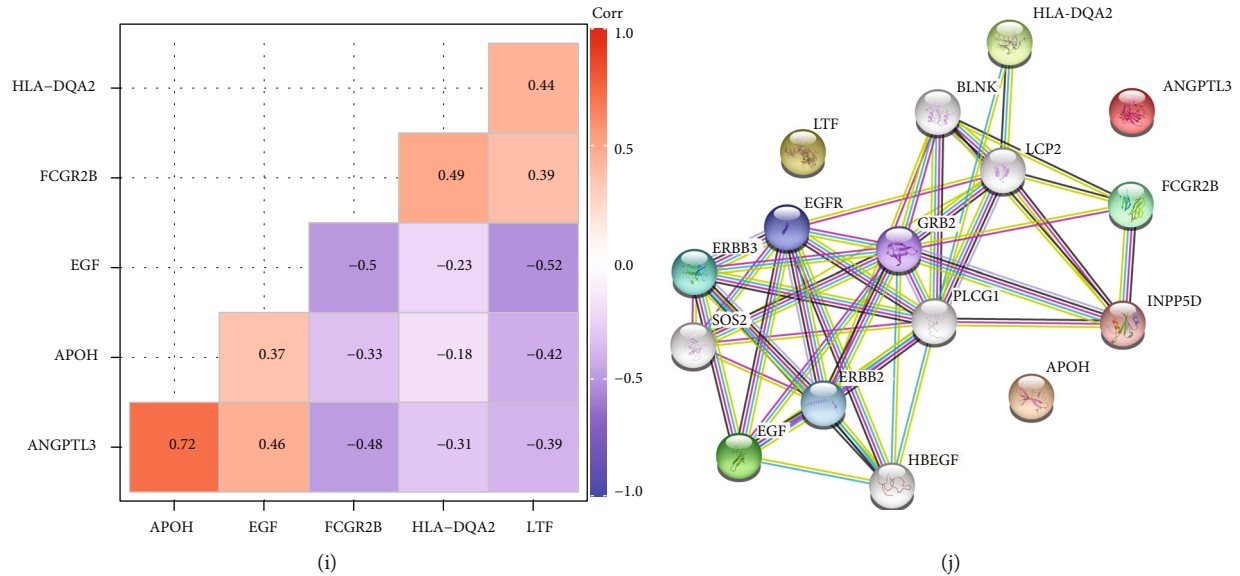 Corr
1.0
0.5
0.0
−0.5
−1.0
HLA−DQA2
0.44
FCGR2B
0.49
0.39
EGF
−0.5
−0.23
−0.52
APOH
0.37
−0.33
−0.18
−0.42
ANGPTL3
0.72
0.46
−0.48
−0.31
−0.39
APOH
EGF
FCGR2B
HLA−DQA2
LTF
(i)
HLA-DQA2
BLNK
ANGPTL3
LTF
LCP2
FCGR2B
EGFR
GRB2
ERBB3
PLCG1
INPP5D
SOS2
ERBB2
APOH
EGF
HBEGF
(j)